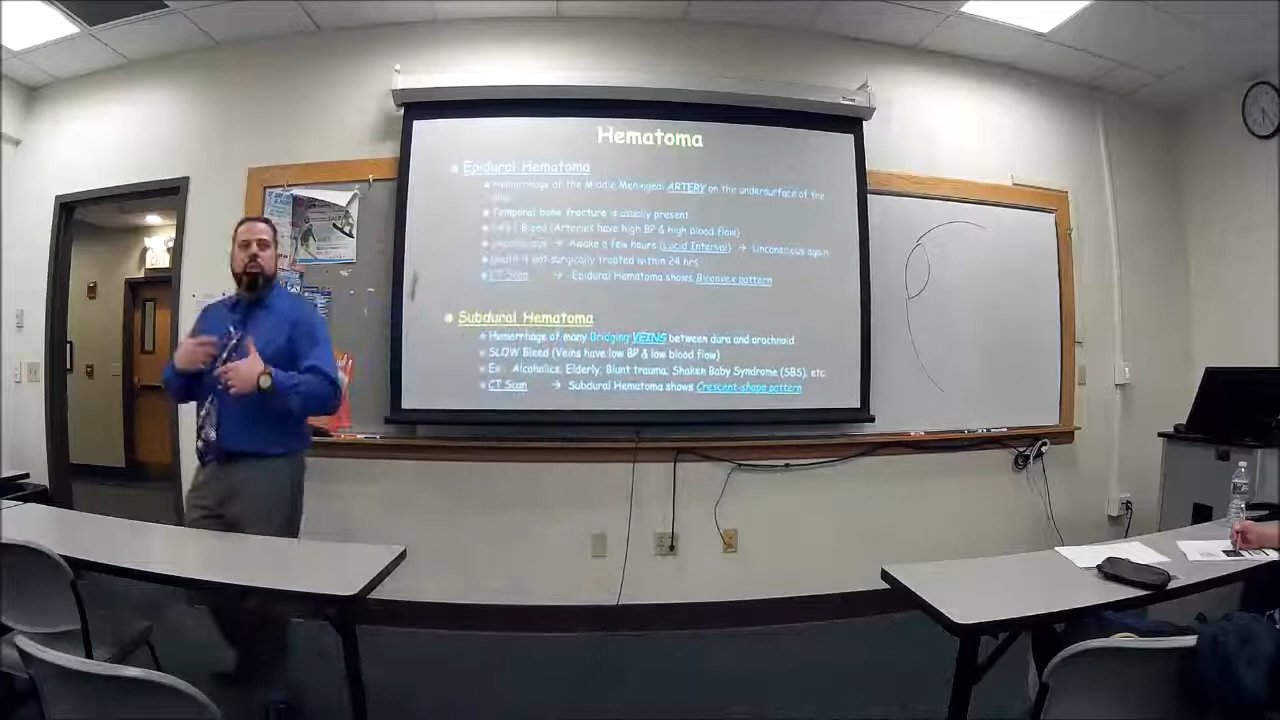 Hematoma
Epidural Hematoma
Hemorrhage of the Middle Meningeal ARTERY on the undersurface of the
Temporal bone fracture is usually present
FAST Bleed (Arteries have high BP & high blood flow)
→ Awake a few hours (Lucid Interval) → Unconscious again
Death if not surgically treated within 24 hrs
CT Scan → Epidural Hematoma shows Biconvex pattern
Subdural Hematoma
Hemorrhage of many Bridging VEINS between dura and arachnoid
SLOW Bleed (Veins have low BP & low blood flow)
Ex Alcoholics, Elderly, Blunt trauma, Shaken Baby Syndrome (SBS), etc
CT Scan → Subdural Hematoma shows Crescent-shape pattern
EXIT